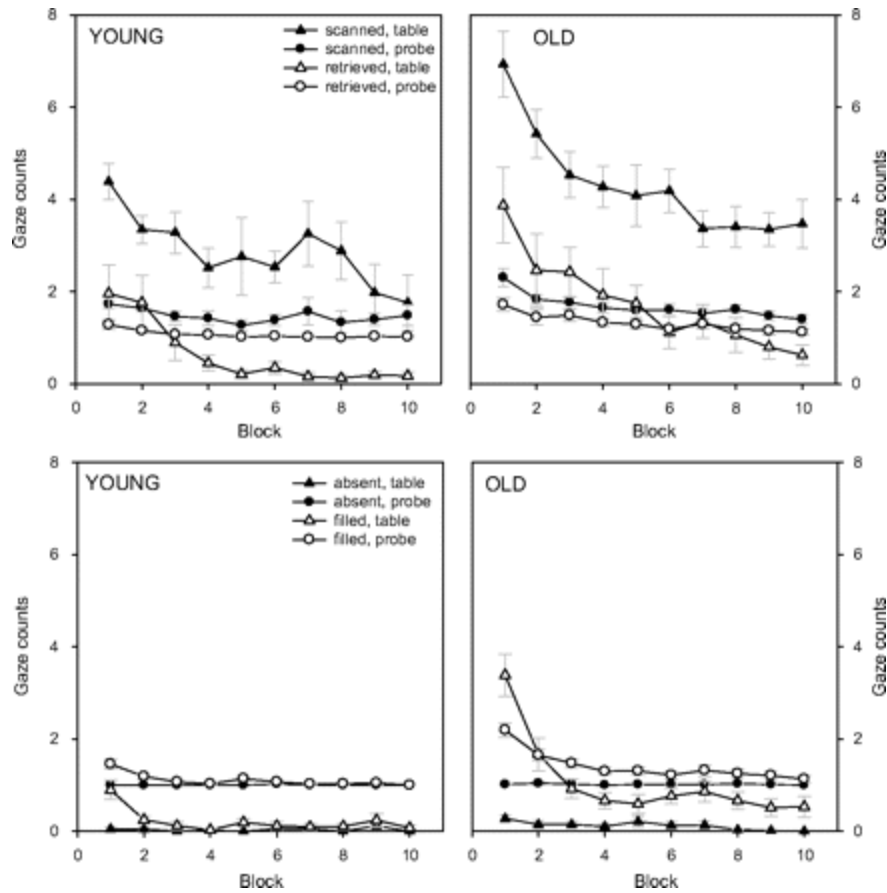 YOUNG
scanned, table
scanned, probe
retrieved, table
retrieved, probe
OLD
8
6
4
2
0
Gaze counts
0 2 4 6 8 10
Block
0 2 4 6 8 10
Block
8
6
4
2
0
Gaze counts
YOUNG
absent, table
absent, probe
filled, table
filled, probe
OLD
8
6
4
2
0
Gaze counts
0 2 4 6 8 10
Block
0 2 4 6 8 10
Block
8
6
4
2
0
Gaze counts